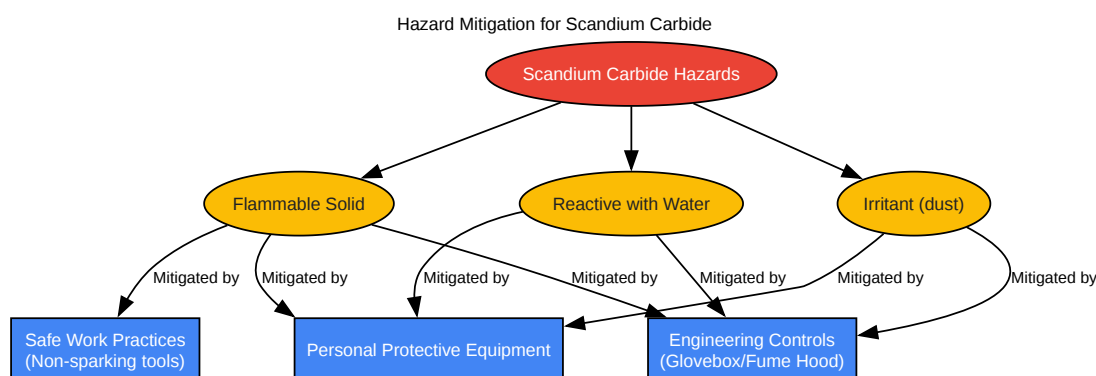 Hazard Mitigation for Scandium Carbide
Scandium Carbide Hazards
Flammable Solid
Reactive with Water
Irritant (dust)
Mitigated by
Mitigated by
Mitigated by
Mitigated by
Mitigated by
Mitigated by
Safe Work Practices
(Non-sparking tools)
Personal Protective Equipment
Engineering Controls
(Glovebox/Fume Hood)